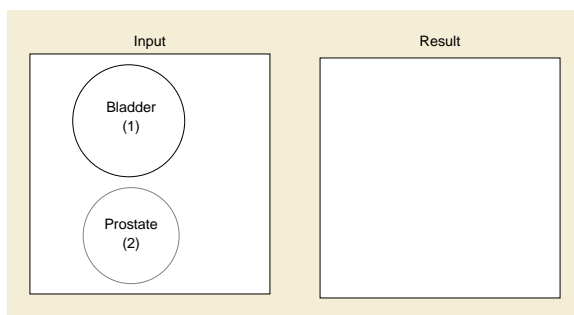 Input
Result
Bladder
(1)
Prostate
(2)